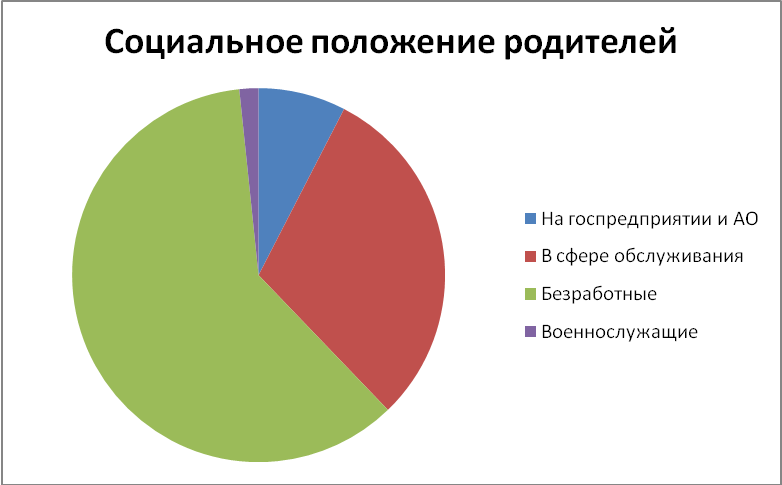 Социальное положение родителей
На госпредприятии и АО
В сфере обслуживания
Безработные
Военнослужащие